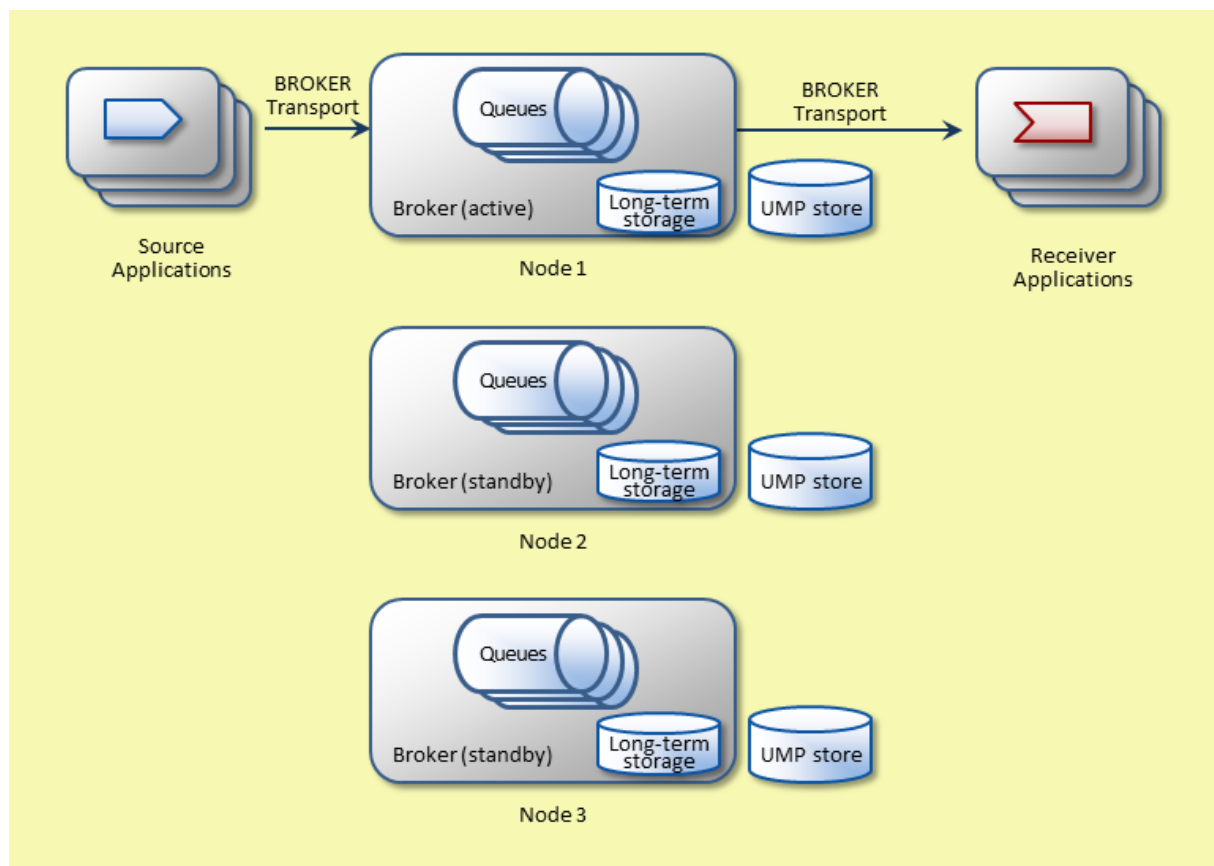 BROKER
Transport
Queues
BROKER
Transport
Broker (active)
Long-term
storage
UMP store
Source
Applications
Node 1
Receiver
Applications
Queues
Broker (standby)
Long-term
storage
UMP store
Node 2
Queues
Broker (standby)
Long-term
storage
UMP store
Node 3